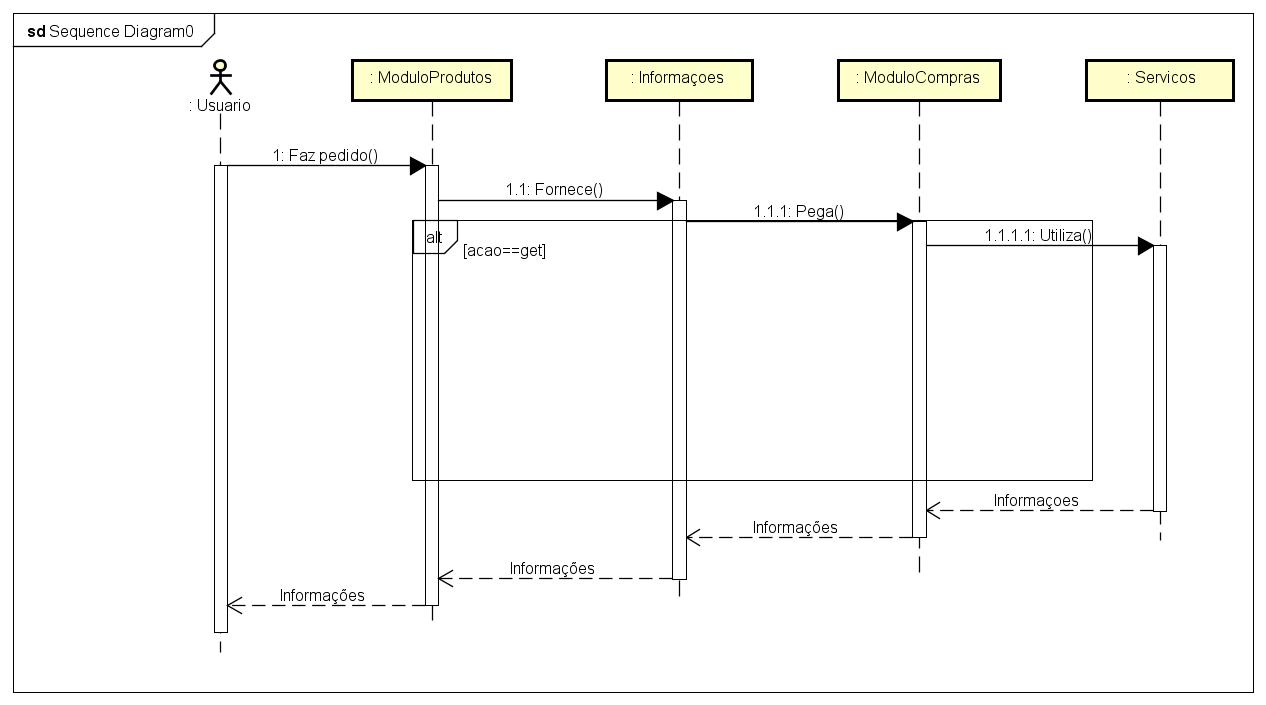 sd Sequence Diagram0
: Usuario
: ModuloProdutos
: Informaçoes
: ModuloCompras
: Servicos
1: Faz pedido()
1.1: Fornece()
1.1.1: Pega()
1.1.1.1: Utiliza()
alt
[acao==get]
Informaçoes
Informações
Informações
Informações